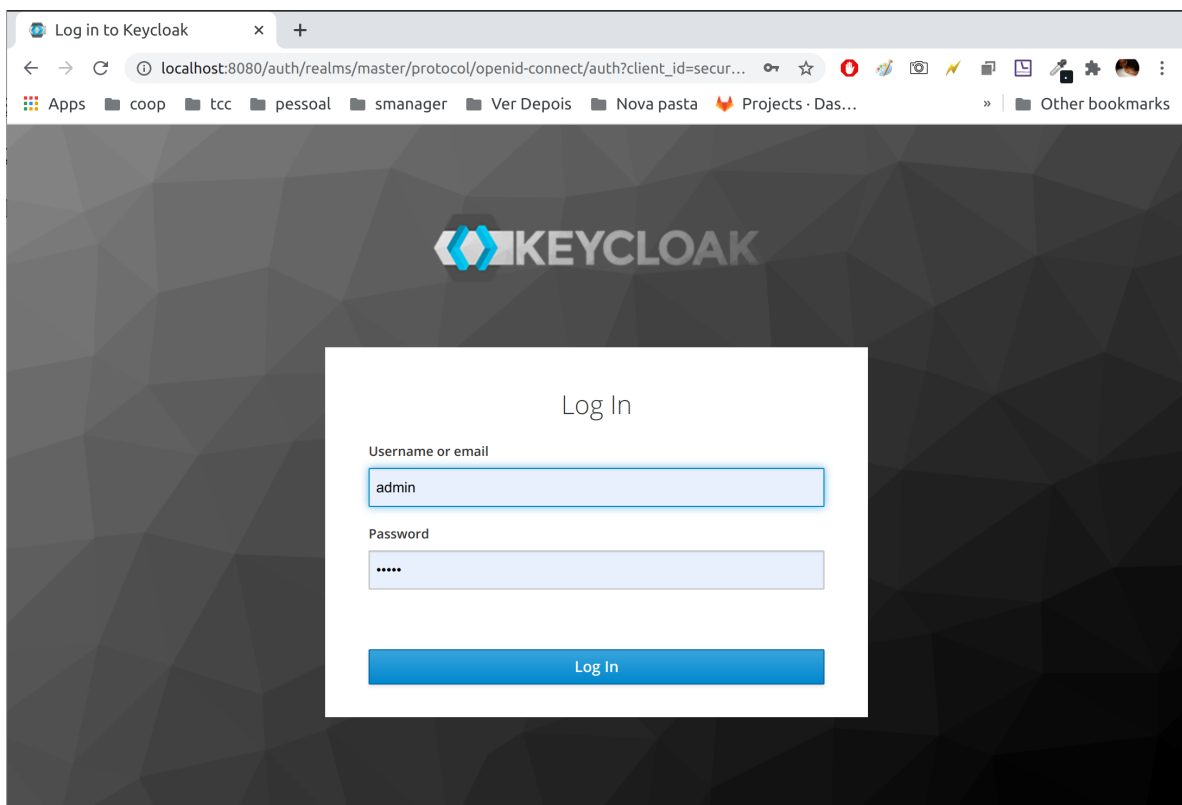 Log in to Keycloak
localhost:8080/auth/realms/master/protocol/openid-connect/auth?client_id=secur...
Apps coop tcc pessoal smanager Ver Depois Nova pasta Projects · Das... » Other bookmarks
KEYCLOAK
Log In
Username or email
admin
Password
•••••
Log In